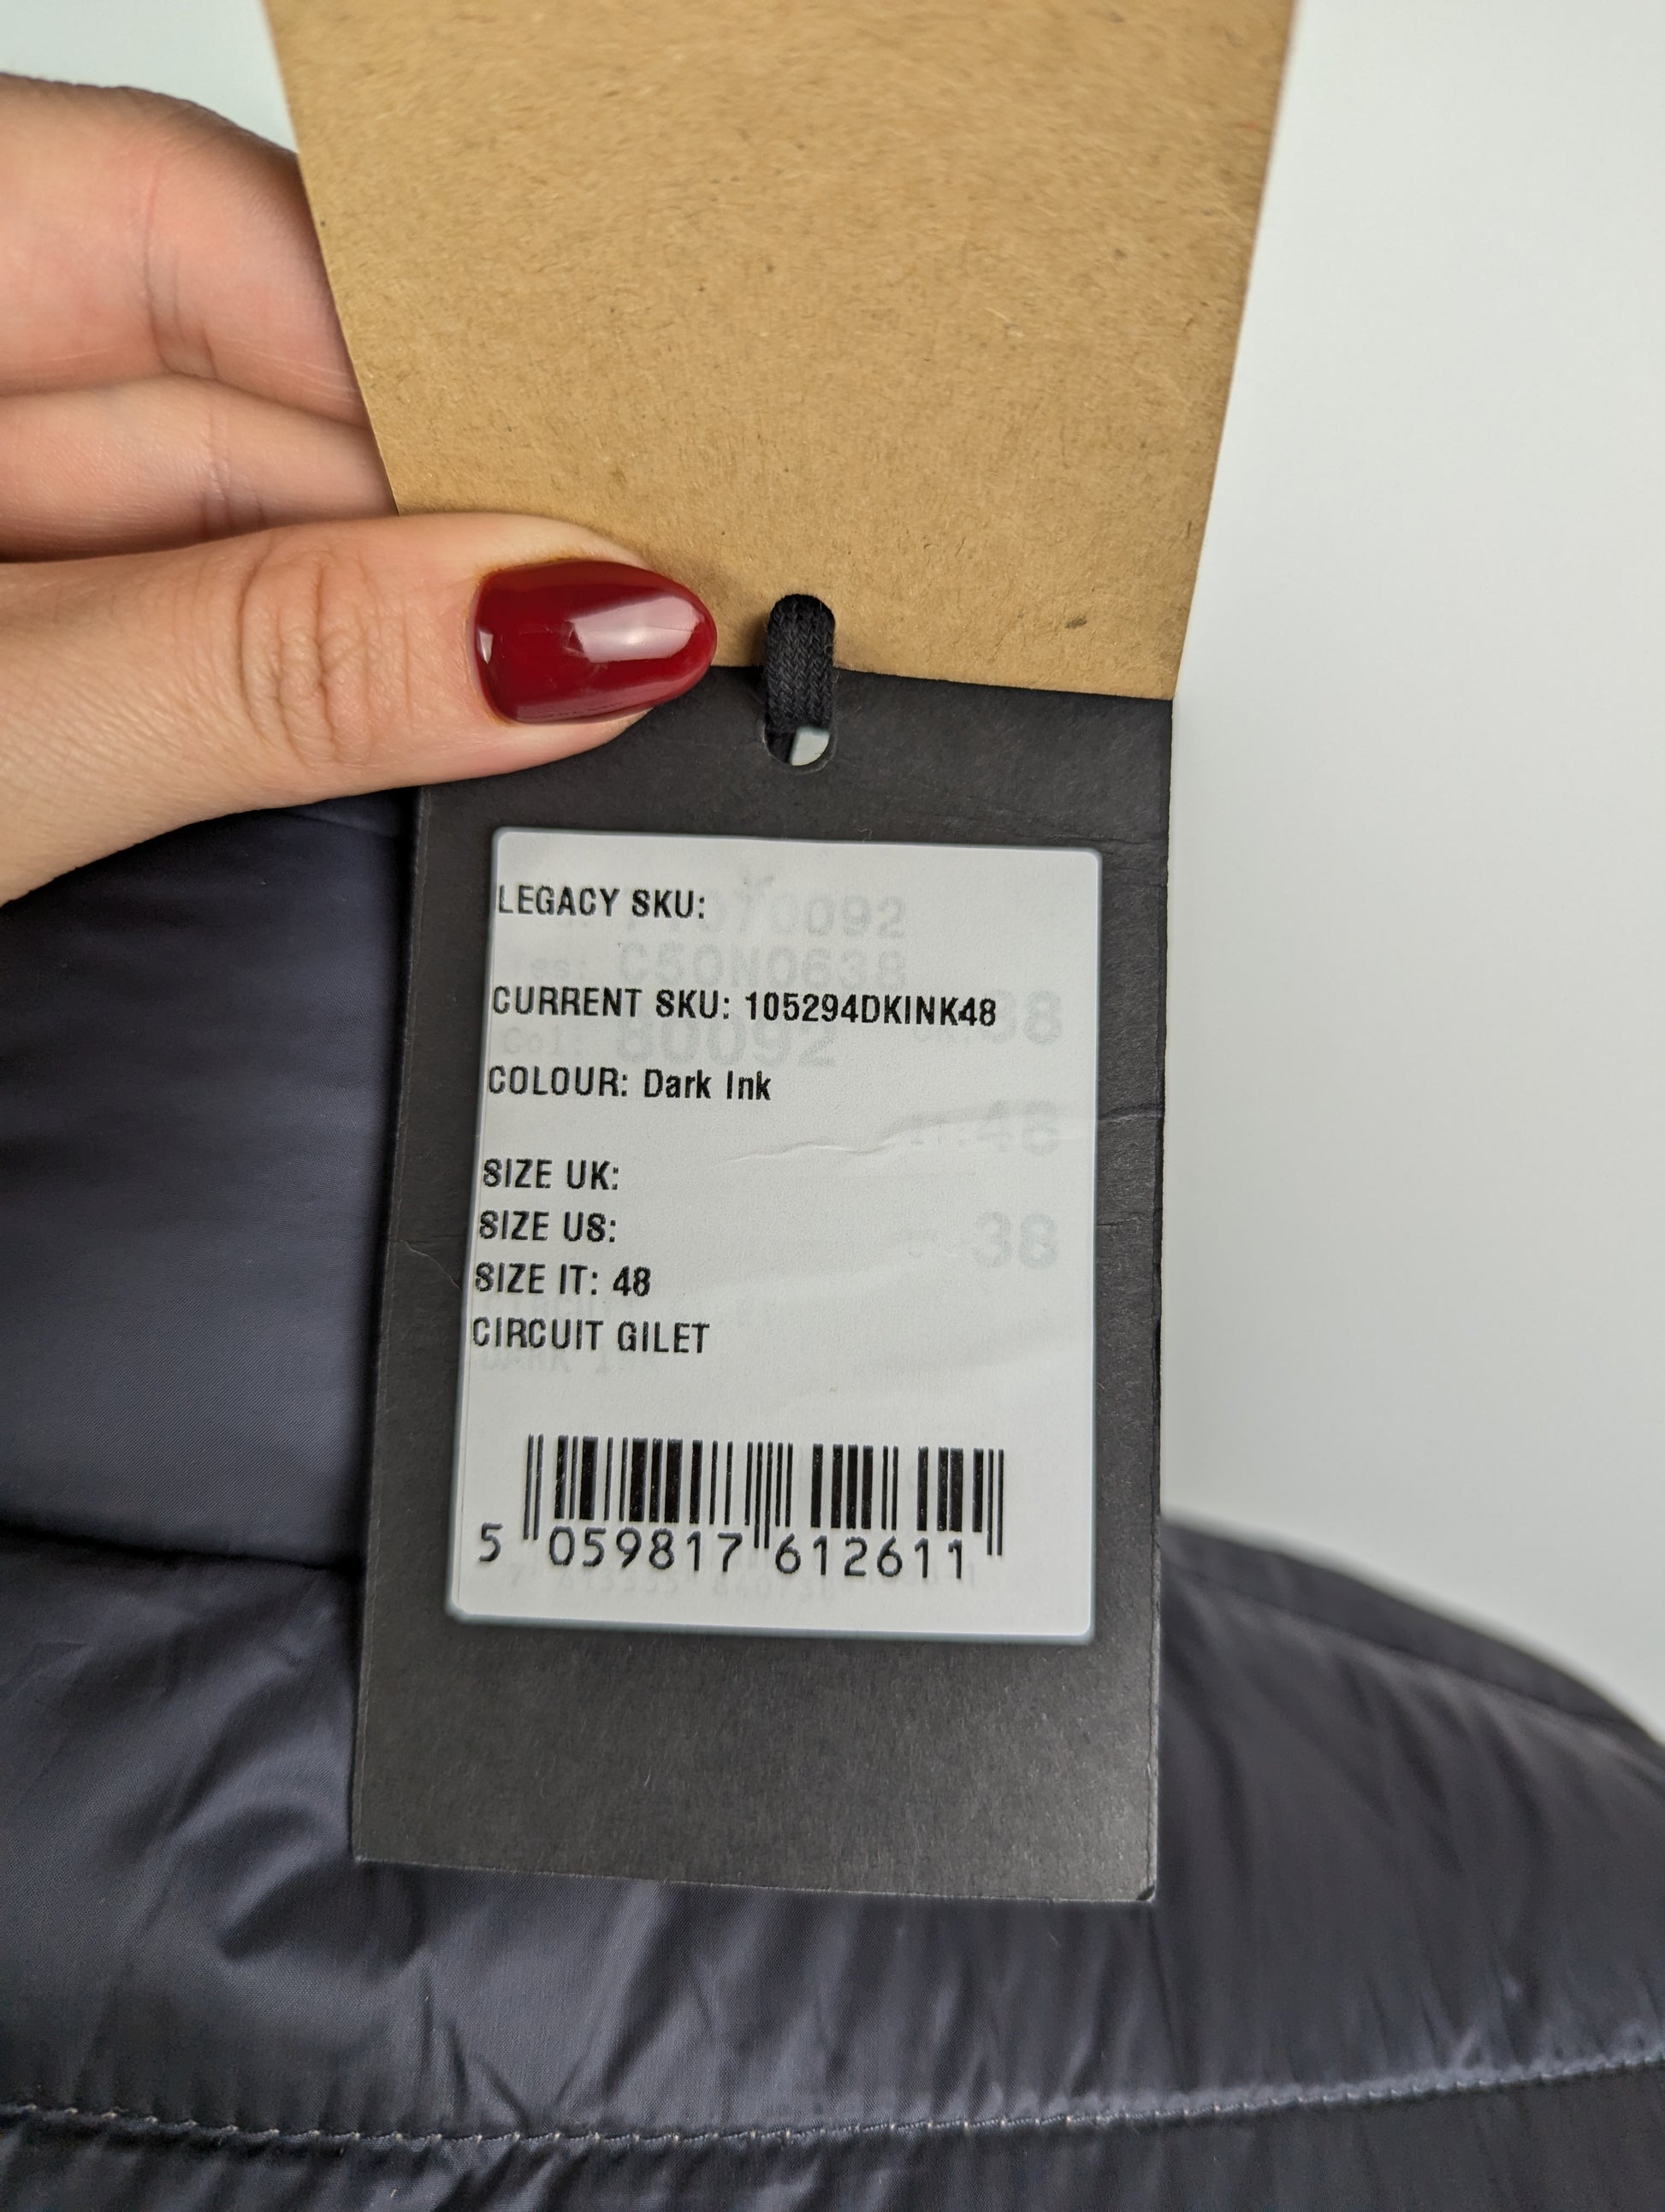 LEGACY SKU:
CURRENT SKU: 105294DKINK48
COLOUR: Dark Ink
SIZE UK:
SIZE US:
SIZE IT: 48
CIRCUIT GILET
5 059817 612611